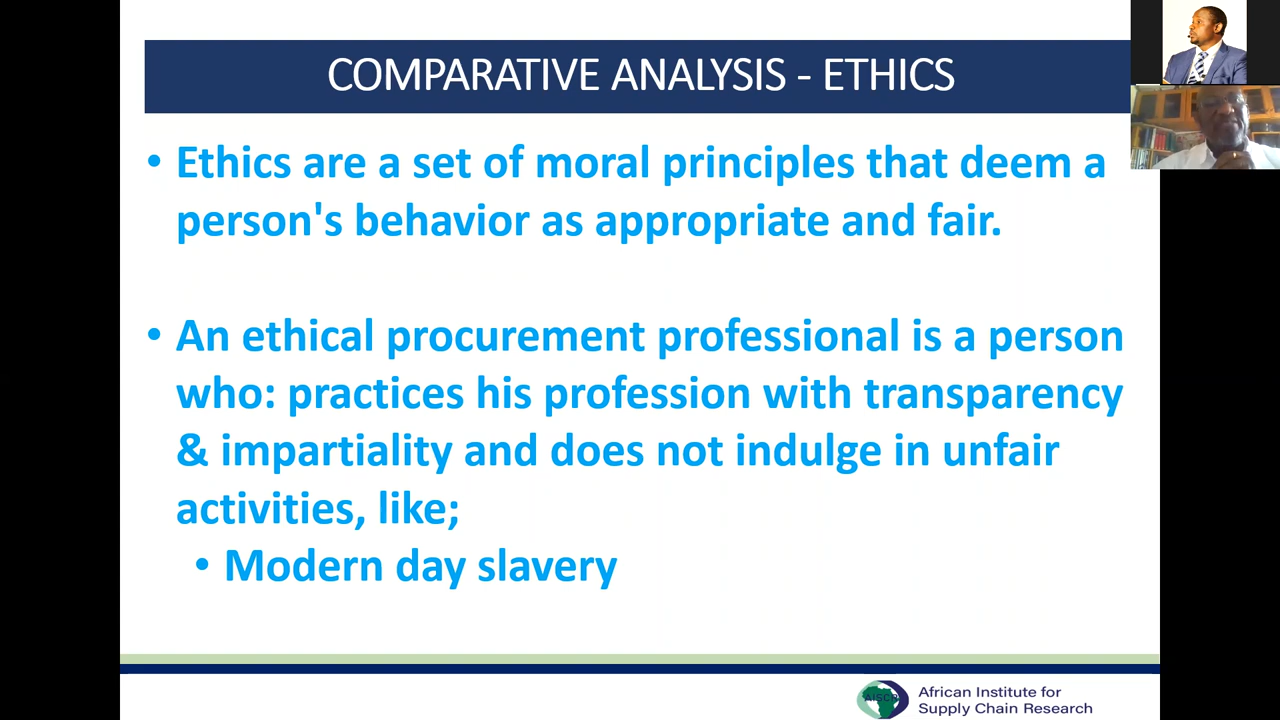 COMPARATIVE ANALYSIS - ETHICS
• Ethics are a set of moral principles that deem a
person's behavior as appropriate and fair.
• An ethical procurement professional is a person
who: practices his profession with transparency
& impartiality and does not indulge in unfair
activities, like;
• Modern day slavery
AISCR
African Institute for
Supply Chain Research